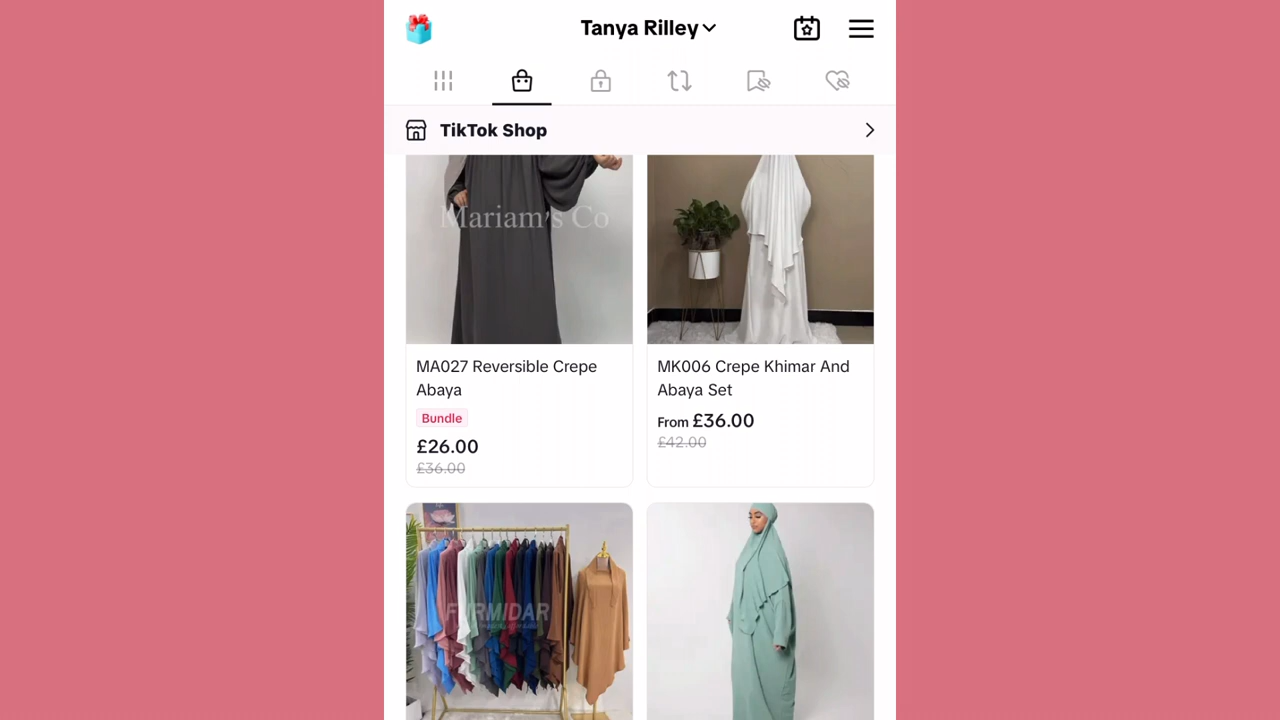 Tanya Rilley
TikTok Shop
Mariam's Co
MA027 Reversible Crepe
Abaya
Bundle
£26.00
£36.00
MK006 Crepe Khimar And
Abaya Set
From £36.00
£42.00
FURMIDAR